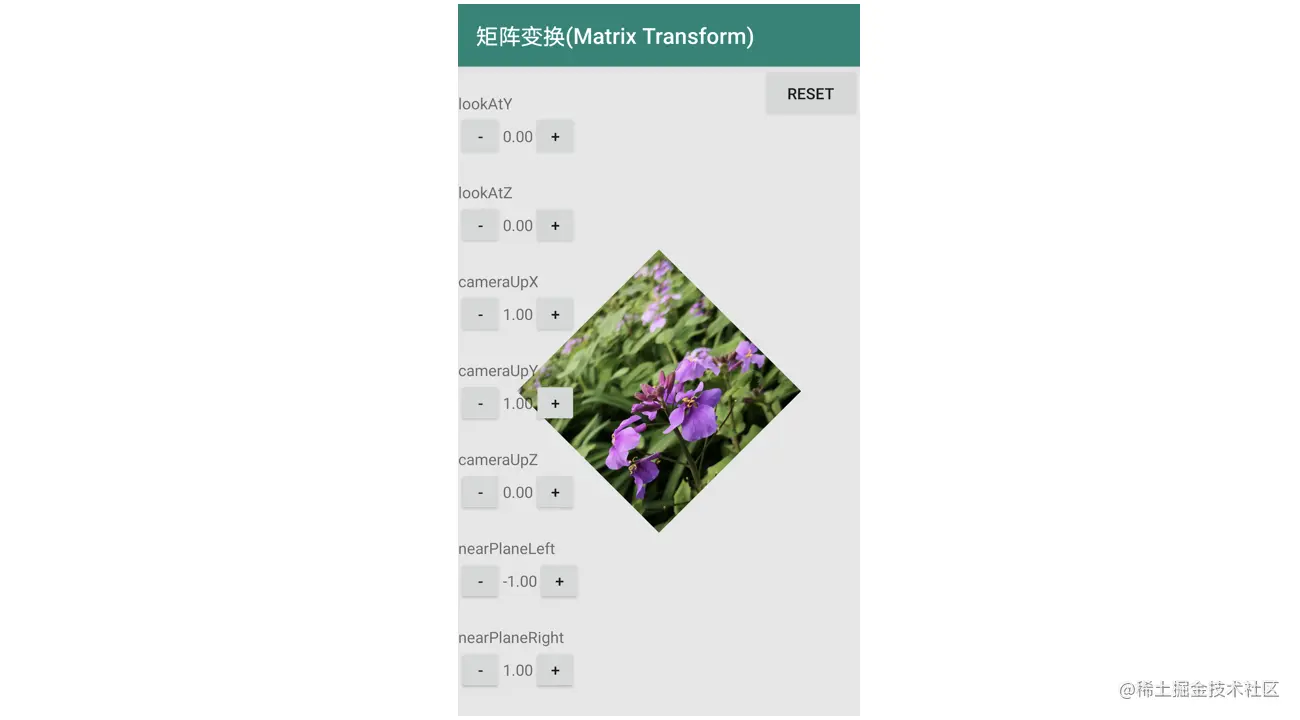 矩阵变换(Matrix Transform)
RESET
lookAtY
- 0.00 +
lookAtZ
- 0.00 +
cameraUpX
- 1.00 +
cameraUpY
- 1.00 +
cameraUpZ
- 0.00 +
nearPlaneLeft
- -1.00 +
nearPlaneRight
- 1.00 +
@稀土掘金技术社区